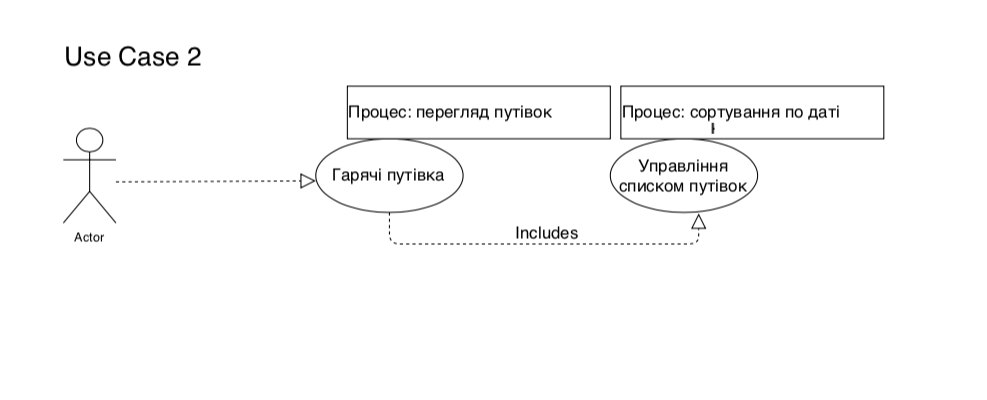 Use Case 2
Процес: перегляд путівок
Процес: сортування по даті
Гарячі путівка
Управління
списком путівок
Includes
Actor